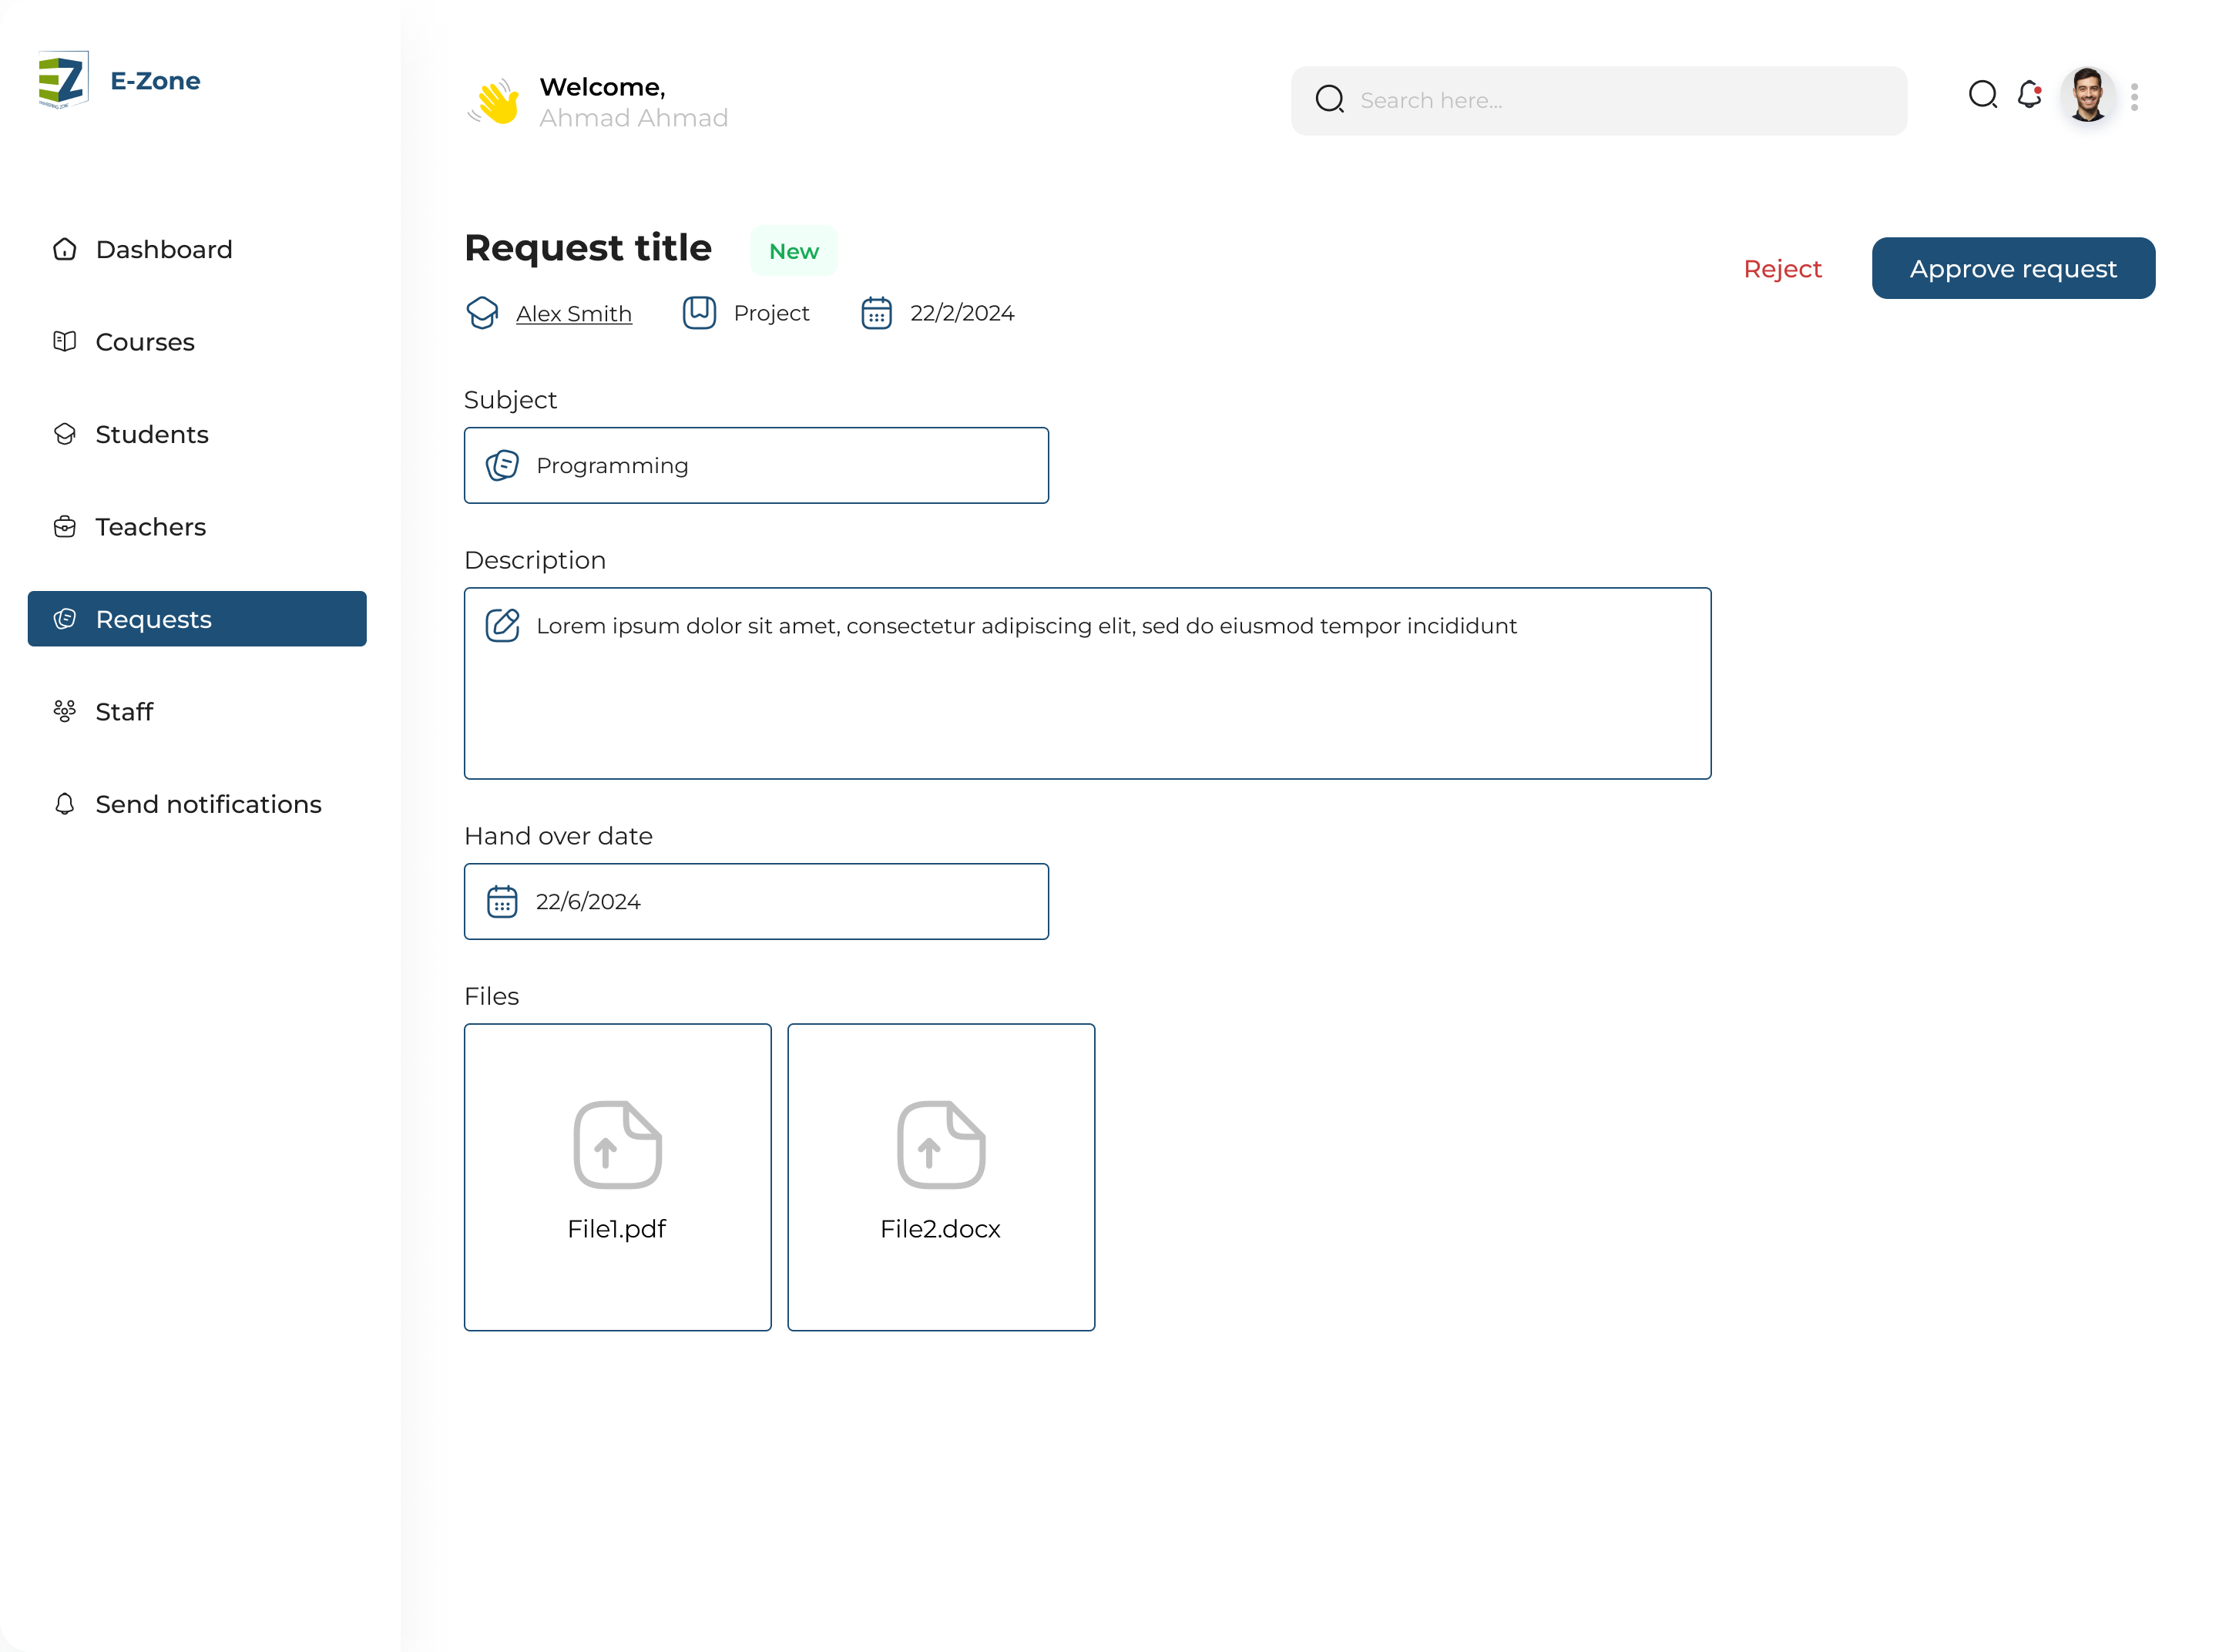 E-Zone
Dashboard
Courses
Students
Teachers
Requests
Staff
Send notifications
Welcome,
Ahmad Ahmad
Search here...
Request title
New
Reject
Approve request
Alex Smith
Project
22/2/2024
Subject
Programming
Description
Lorem ipsum dolor sit amet, consectetur adipiscing elit, sed do eiusmod tempor incididunt
Hand over date
22/6/2024
Files
File1.pdf
File2.docx